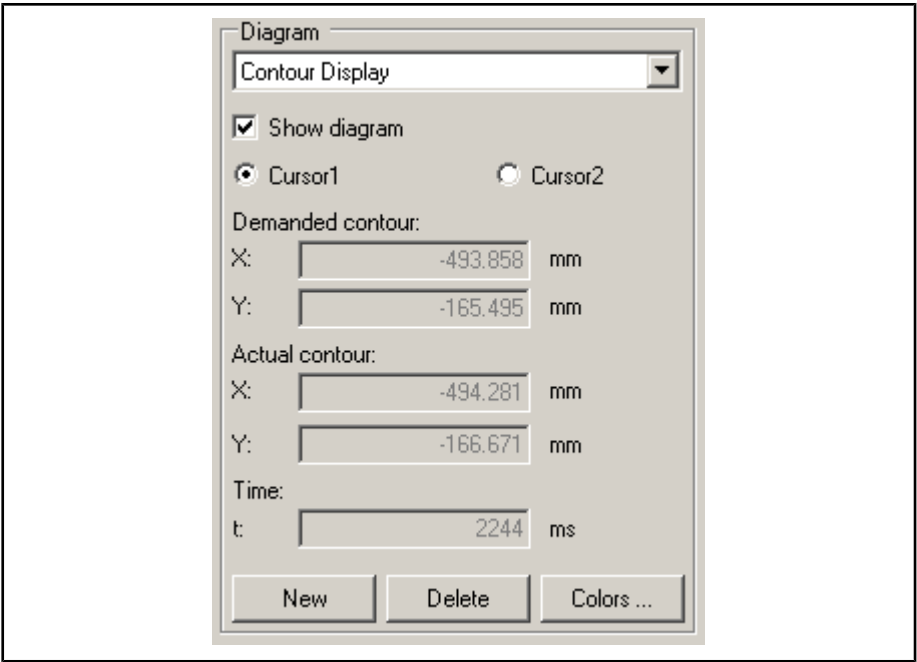 Diagram
Contour Display
Show diagram
Cursor1 Cursor2
Demanded contour:
X: -493.858 mm
Y: -165.495 mm
Actual contour:
X: -494.281 mm
Y: -166.671 mm
Time:
t: 2244 ms
New Delete Colors ...